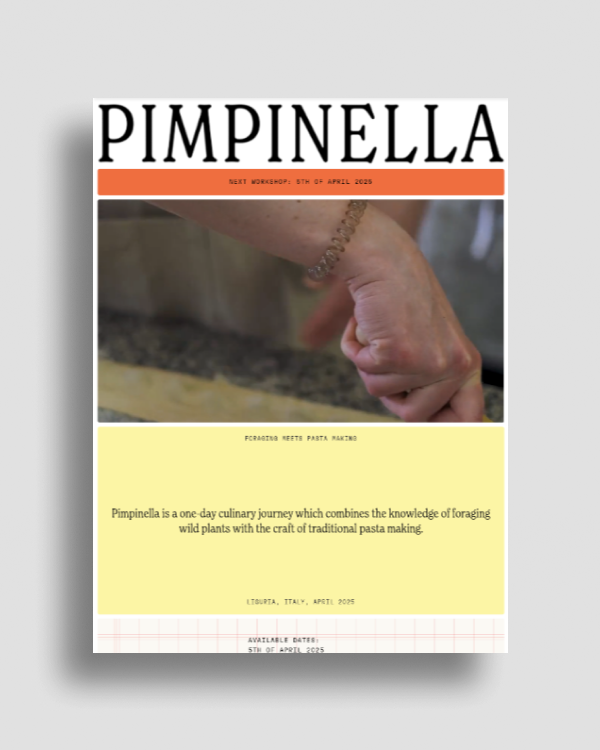 PIMPINELLA
NEXT WORKSHOP: 5TH OF APRIL 2025
FORAGING MEETS PASTA MAKING
Pimpinella is a one-day culinary journey which combines the knowledge of foraging
wild plants with the craft of traditional pasta making.
LIGURIA, ITALY, APRIL 2025
AVAILABLE DATES:
5TH OF APRIL 2025